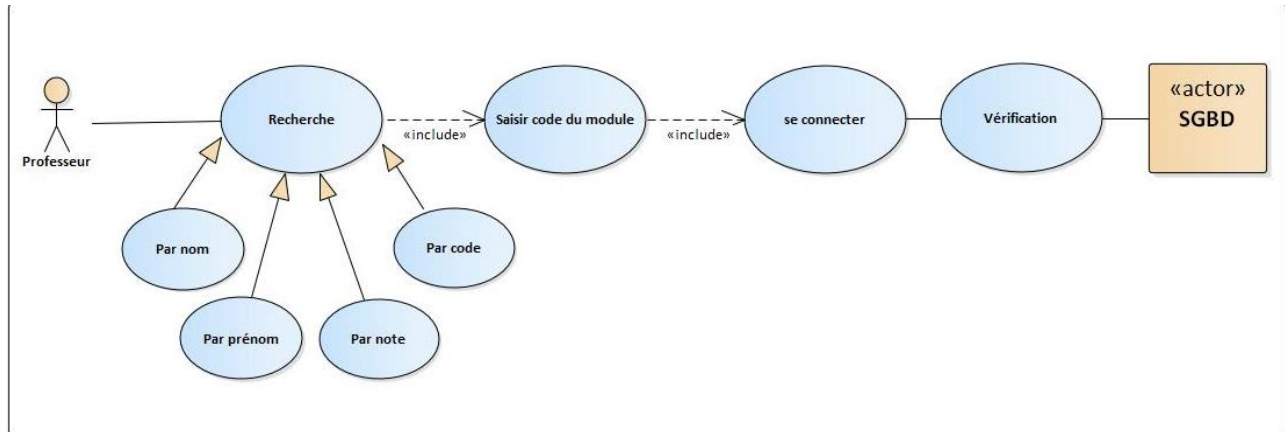 Professeur
Recherche
«include»
Saisir code du module
«include»
se connecter
Vérification
«actor»
SGBD
Par nom
Par code
Par prénom
Par note